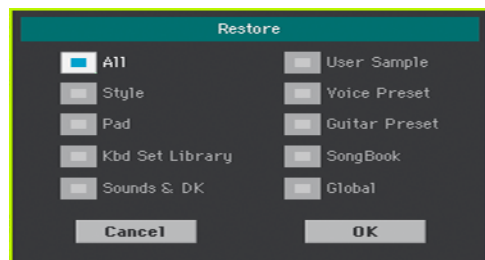 Restore
All
User Sample
Style
Voice Preset
Pad
Guitar Preset
Kbd Set Library
SongBook
Sounds & DK
Global
Cancel
OK